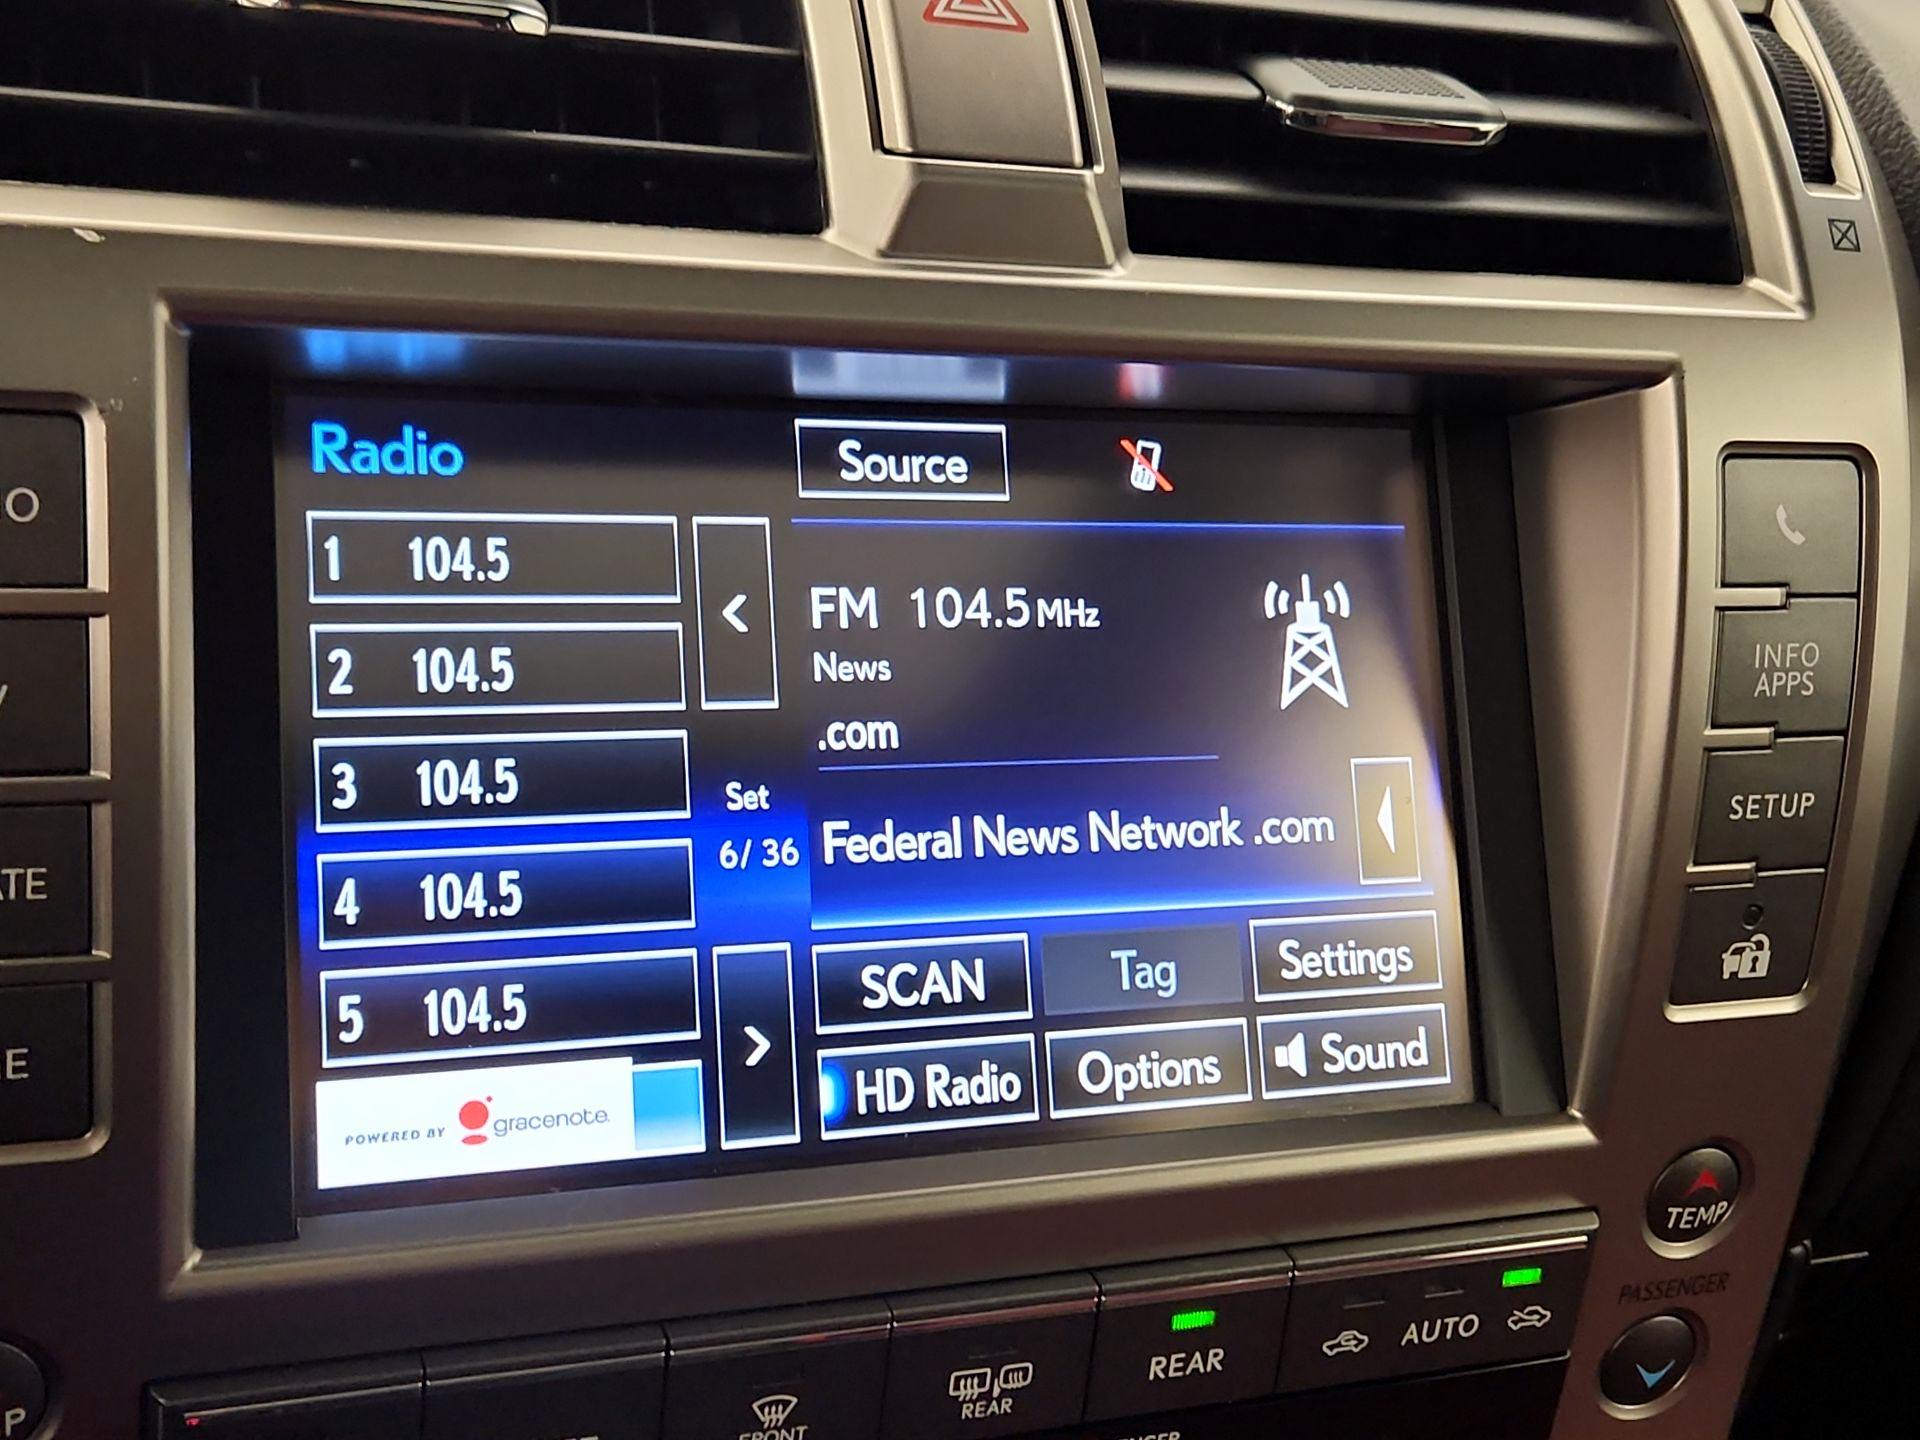 Radio
Source
1 104.5
2 104.5
3 104.5
4 104.5
5 104.5
<
Set
6/ 36
>
FM 104.5 MHz
News
.com
Federal News Network .com
SCAN
Tag
Settings
HD Radio
Options
Sound
POWERED BY gracenote.
INFO
APPS
SETUP
TEMP
PASSENGER
FRONT
REAR
REAR
AUTO